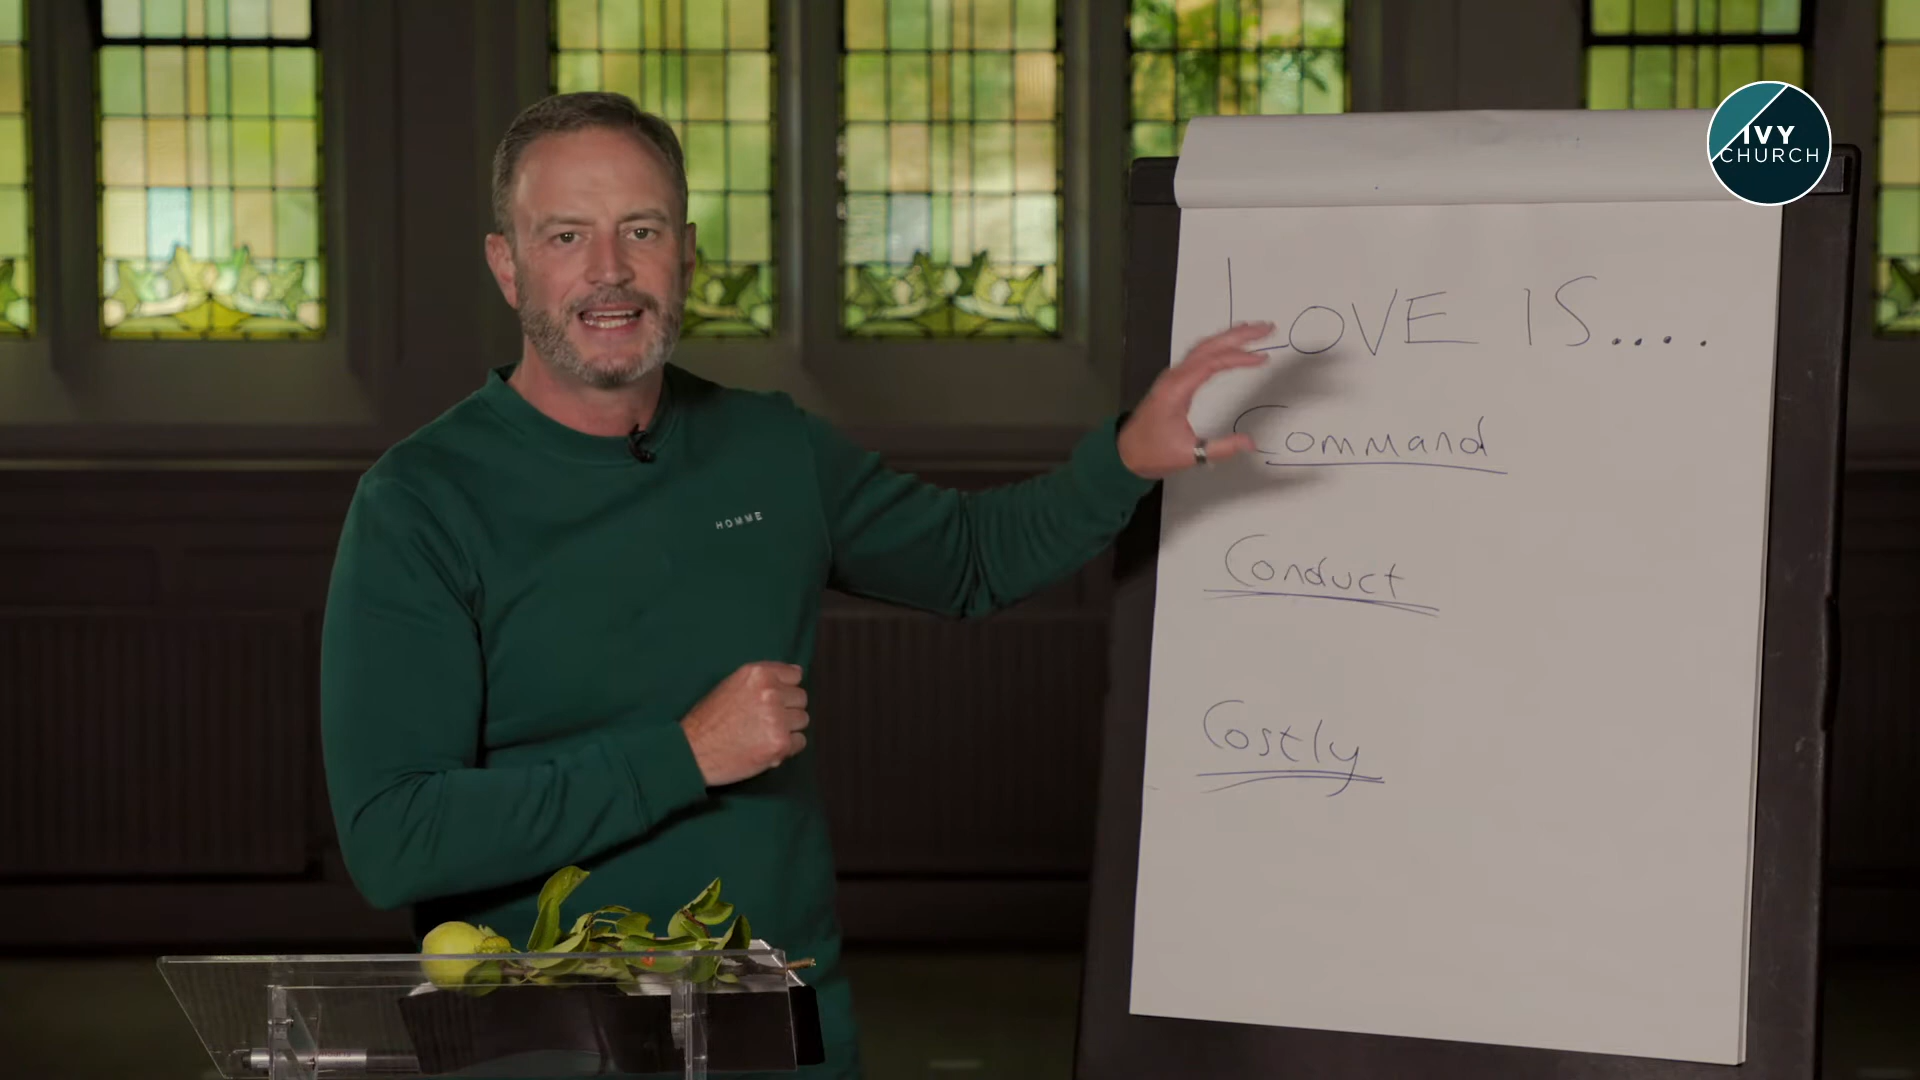 IVY
CHURCH
LOVE IS....
Command
HOMME
Conduct
Costly